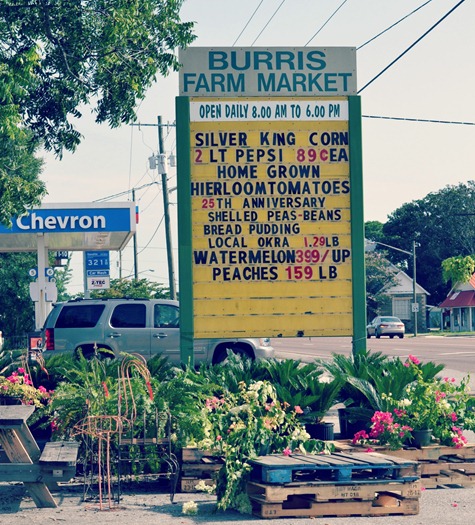 BURRIS
FARM MARKET
OPEN DAILY 8.00 AM TO 6.00 PM
SILVER KING CORN
2 LT PEPSI 89¢EA
HOME GROWN
HIERLOOMTOMATOES
25TH ANNIVERSARY
SHELLED PEAS-BEANS
BREAD PUDDING
LOCAL OKRA 1.29LB
WATERMELON399/UP
PEACHES 159 LB
Chevron
321